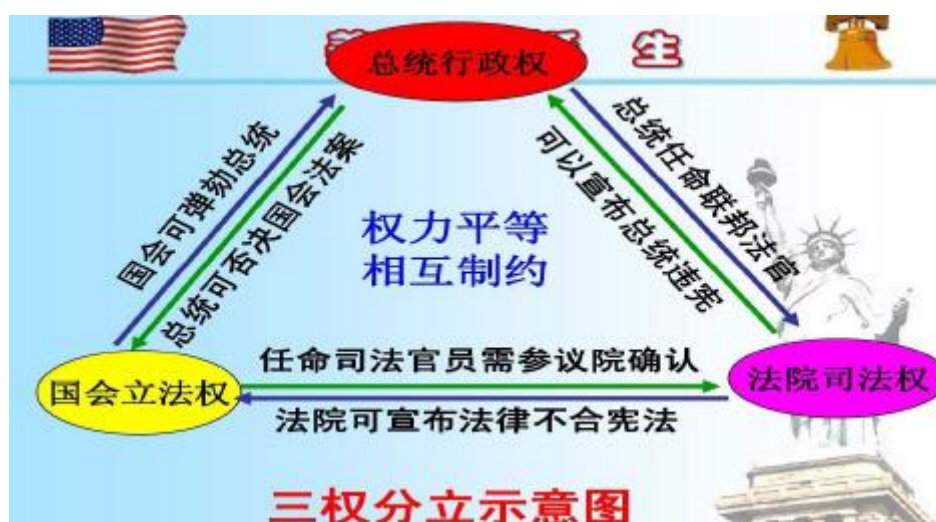 生
总统行政权
国会可弹劾总统
总统可否决国会法案
总统任命联邦法官
可以宣布总统违宪
权力平等
相互制约
国会立法权
任命司法官员需参议院确认
法院可宣布法律不合宪法
法院司法权
三权分立示意图